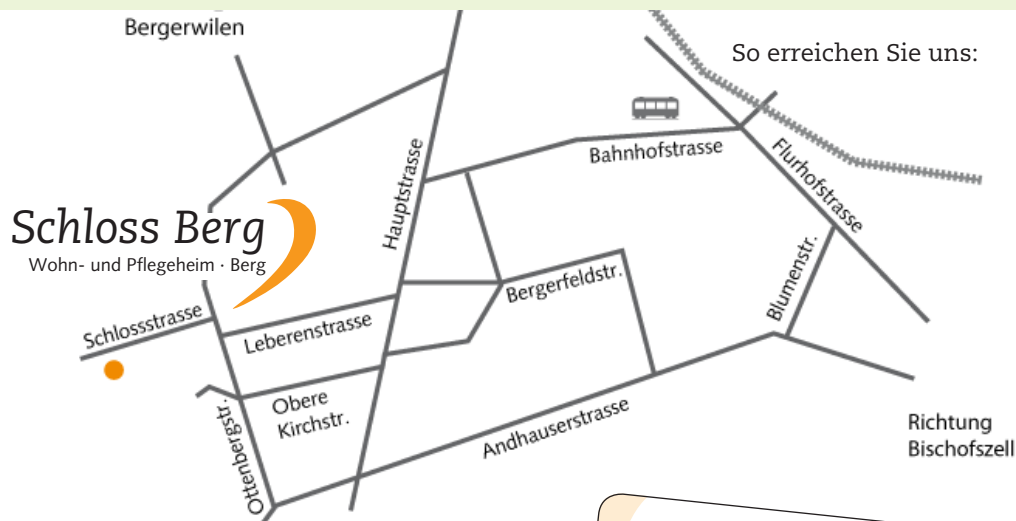 Bergerwilen
So erreichen Sie uns:
Bahnhofstrasse
Flurhofstrasse
Hauptstrasse
Schloss Berg
Wohn- und Pflegeheim · Berg
Bergerfeldstr.
Blumenstr.
Schlossstrasse
Leberenstrasse
Obere
Kirchstr.
Ottenbergstr.
Andhauserstrasse
Richtung
Bischofszell